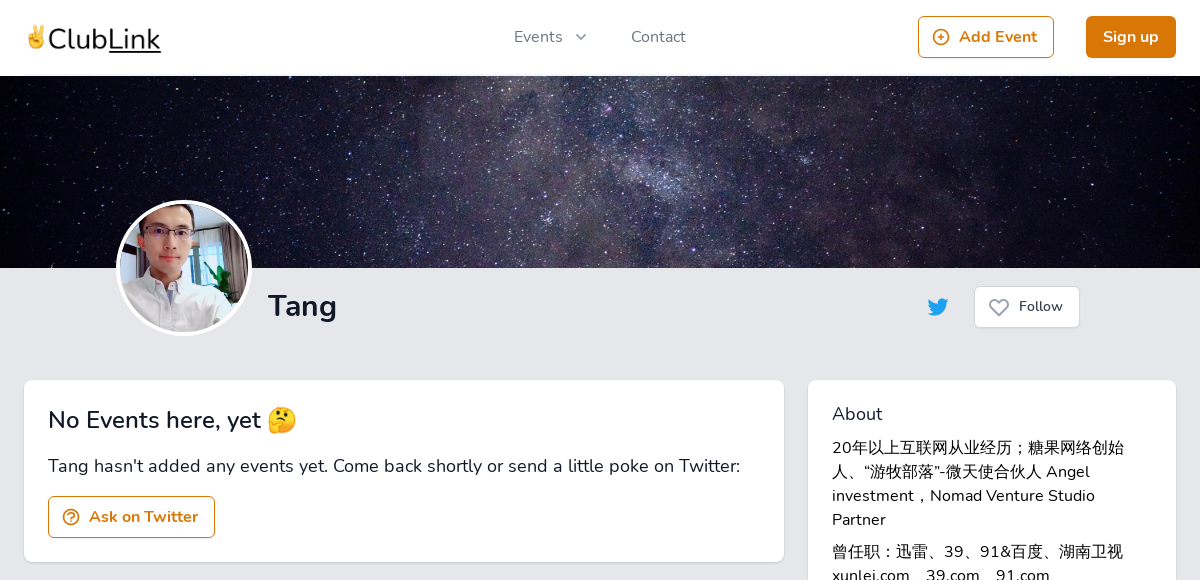 ✌️ClubLink
Events
Contact
Add Event
Sign up
Tang
Follow
No Events here, yet 🤔
Tang hasn't added any events yet. Come back shortly or send a little poke on Twitter:
Ask on Twitter
About
20年以上互联网从业经历；糖果网络创始
人、“游牧部落”-微天使合伙人 Angel
investment，Nomad Venture Studio
Partner
曾任职：迅雷、39、91&百度、湖南卫视
xunlei.com、39.com、91.com